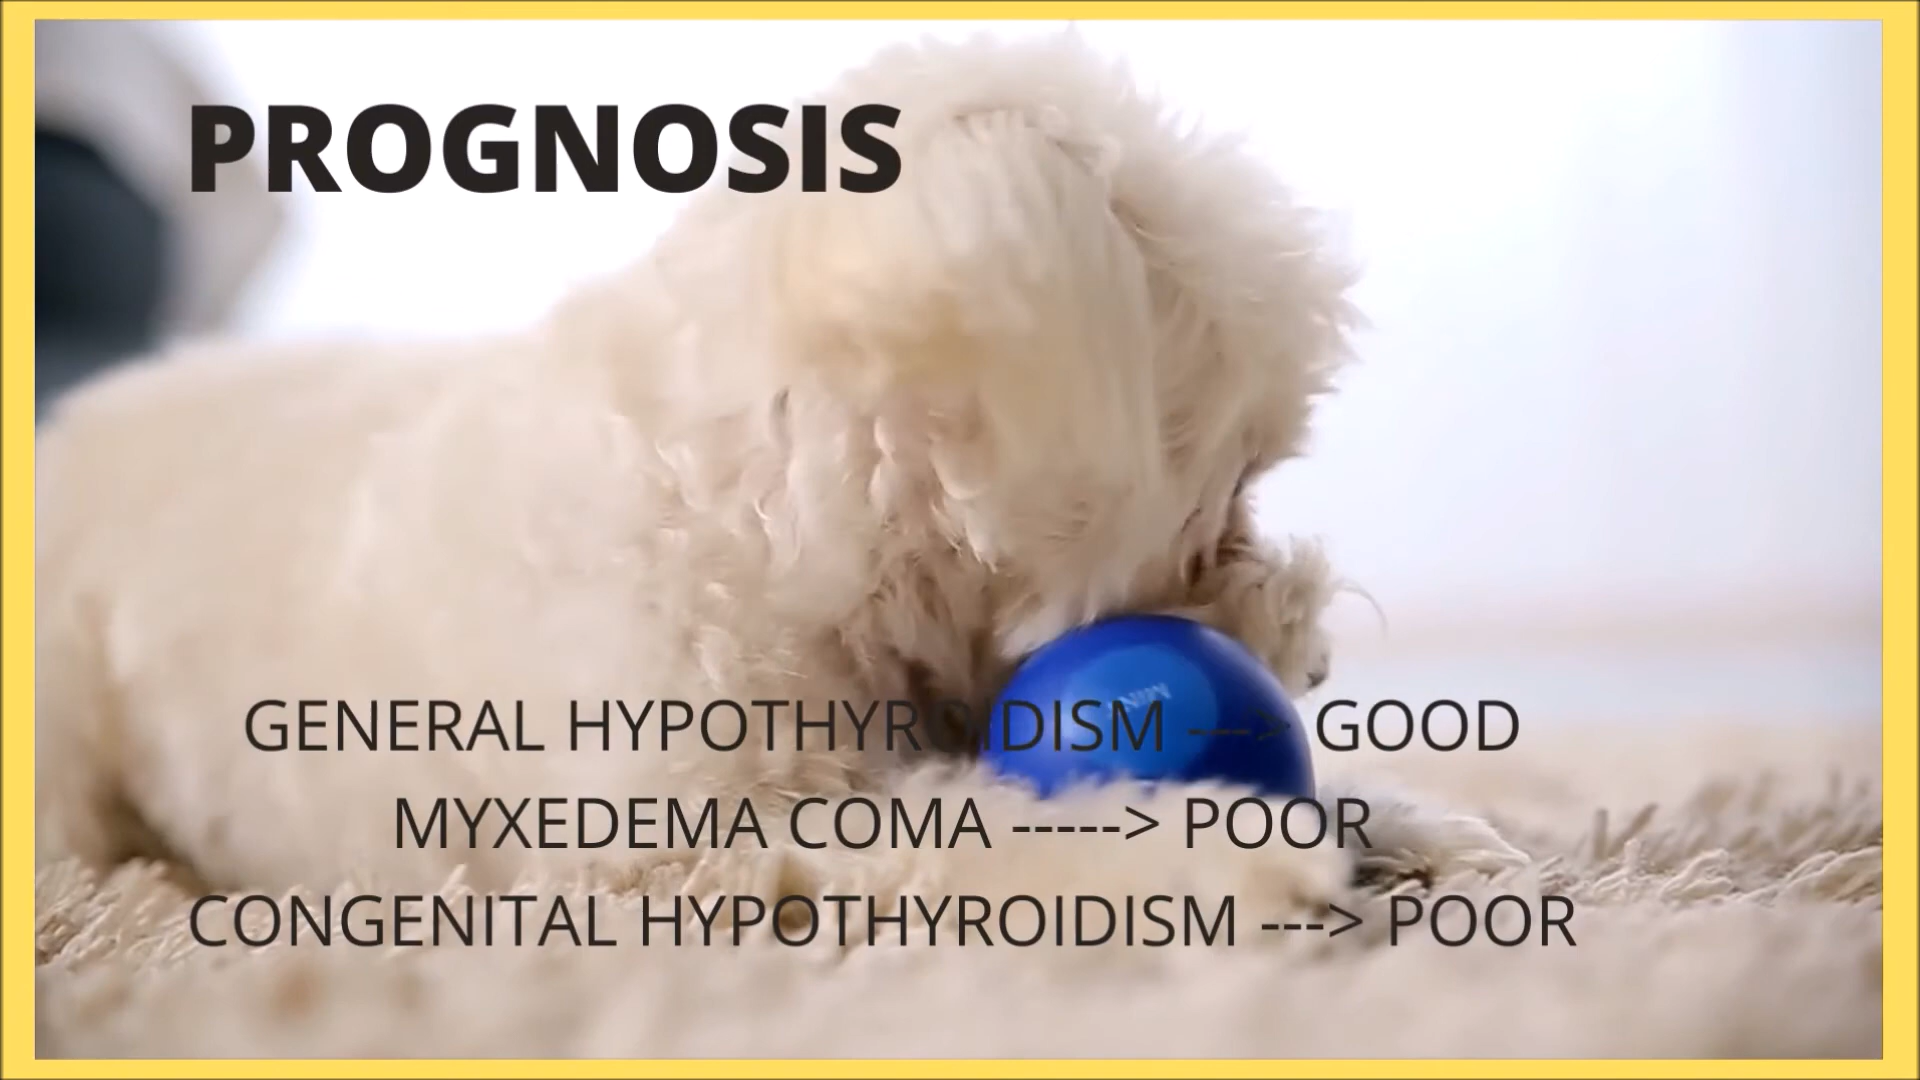 PROGNOSIS
GENERAL HYPOTHYROIDISM ---> GOOD
MYXEDEMA COMA -----> POOR
CONGENITAL HYPOTHYROIDISM ---> POOR